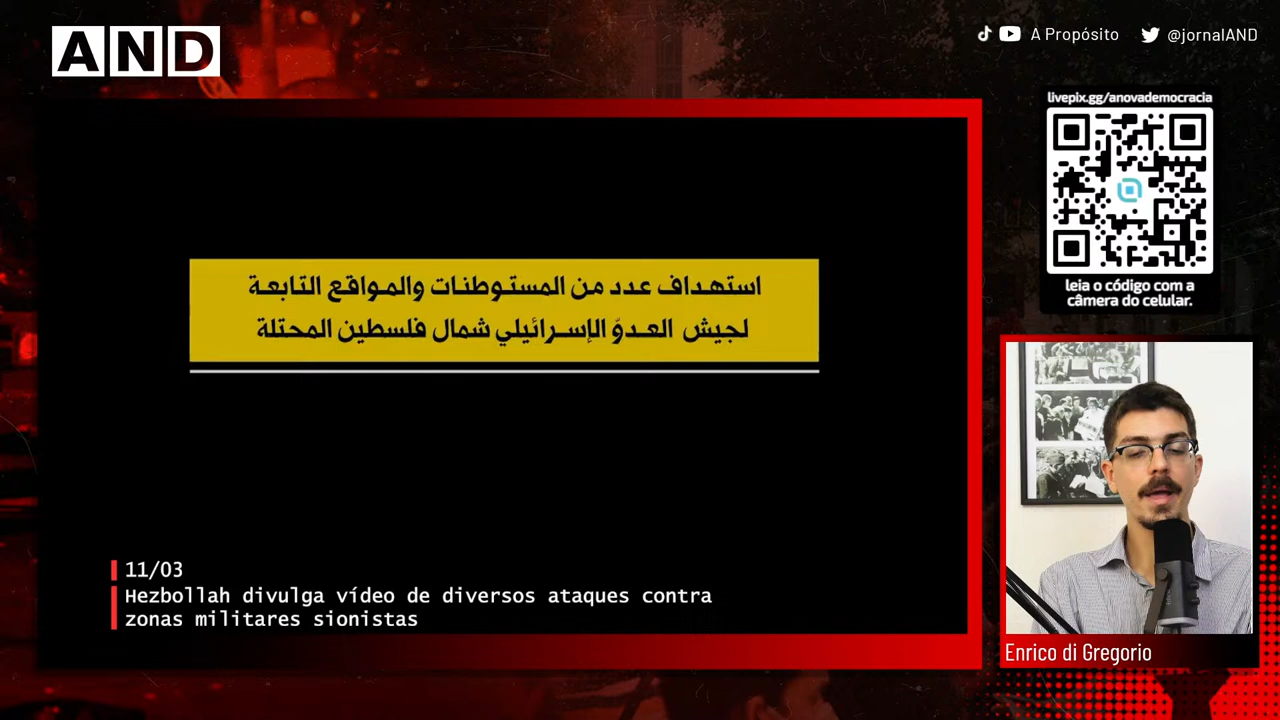 AND
A Propósito
@jornalAND
livepix.gg/anovademocracia
leia o código com a
câmera do celular.
استهداف عدد من المستوطنات والمواقع التابعة
لجيش العدوّ الإسرائيلي شمال فلسطين المحتلة
11/03
Hezbollah divulga vídeo de diversos ataques contra
zonas militares sionistas
Enrico di Gregorio